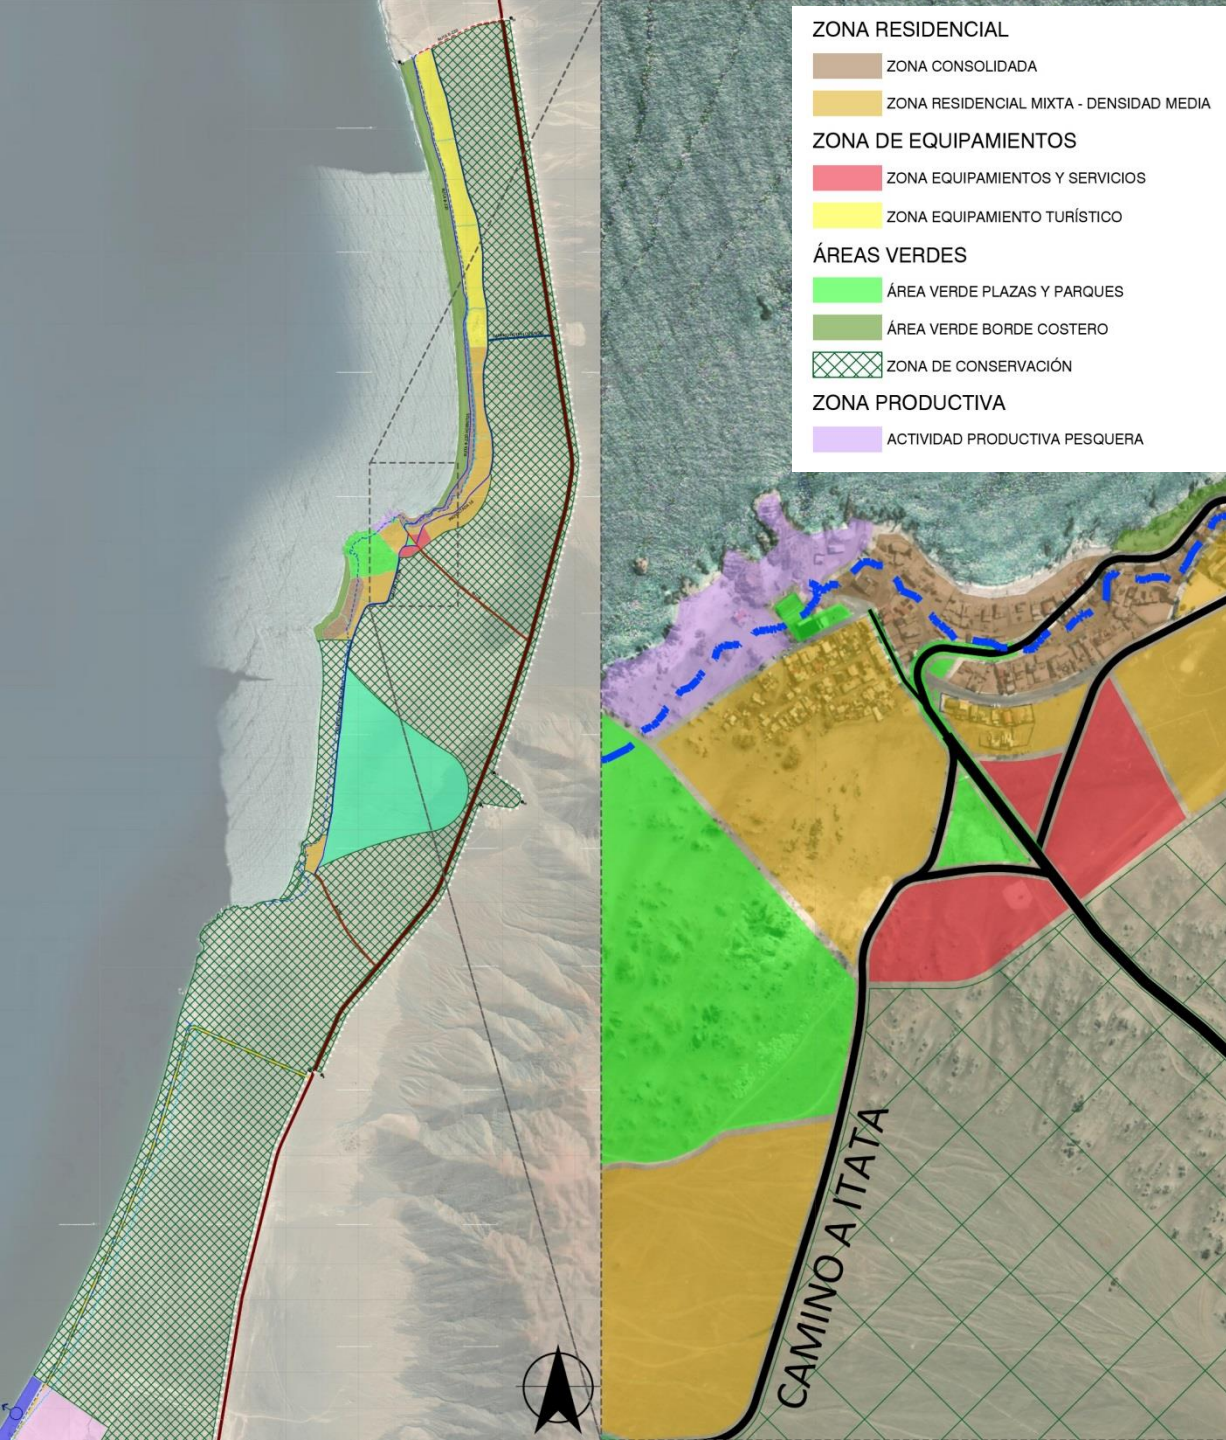 ZONA RESIDENCIAL
ZONA CONSOLIDADA
ZONA RESIDENCIAL MIXTA - DENSIDAD MEDIA
ZONA DE EQUIPAMIENTOS
ZONA EQUIPAMIENTOS Y SERVICIOS
ZONA EQUIPAMIENTO TURÍSTICO
ÁREAS VERDES
ÁREA VERDE PLAZAS Y PARQUES
ÁREA VERDE BORDE COSTERO
ZONA DE CONSERVACIÓN
ZONA PRODUCTIVA
ACTIVIDAD PRODUCTIVA PESQUERA
CAMINO A ITATA